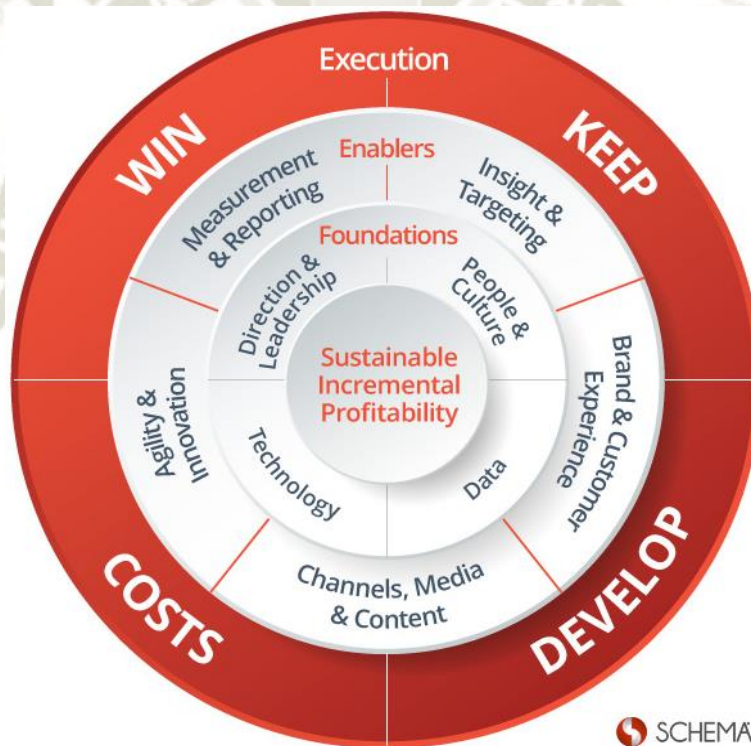 Execution
WIN
KEEP
Enablers
Measurement
& Reporting
Insight &
Targeting
Foundations
Direction &
Leadership
People &
Culture
Sustainable
Incremental
Profitability
Agility &
Innovation
Brand & Customer
Experience
Technology
Data
Channels, Media
& Content
COSTS
DEVELOP
SCHEMA